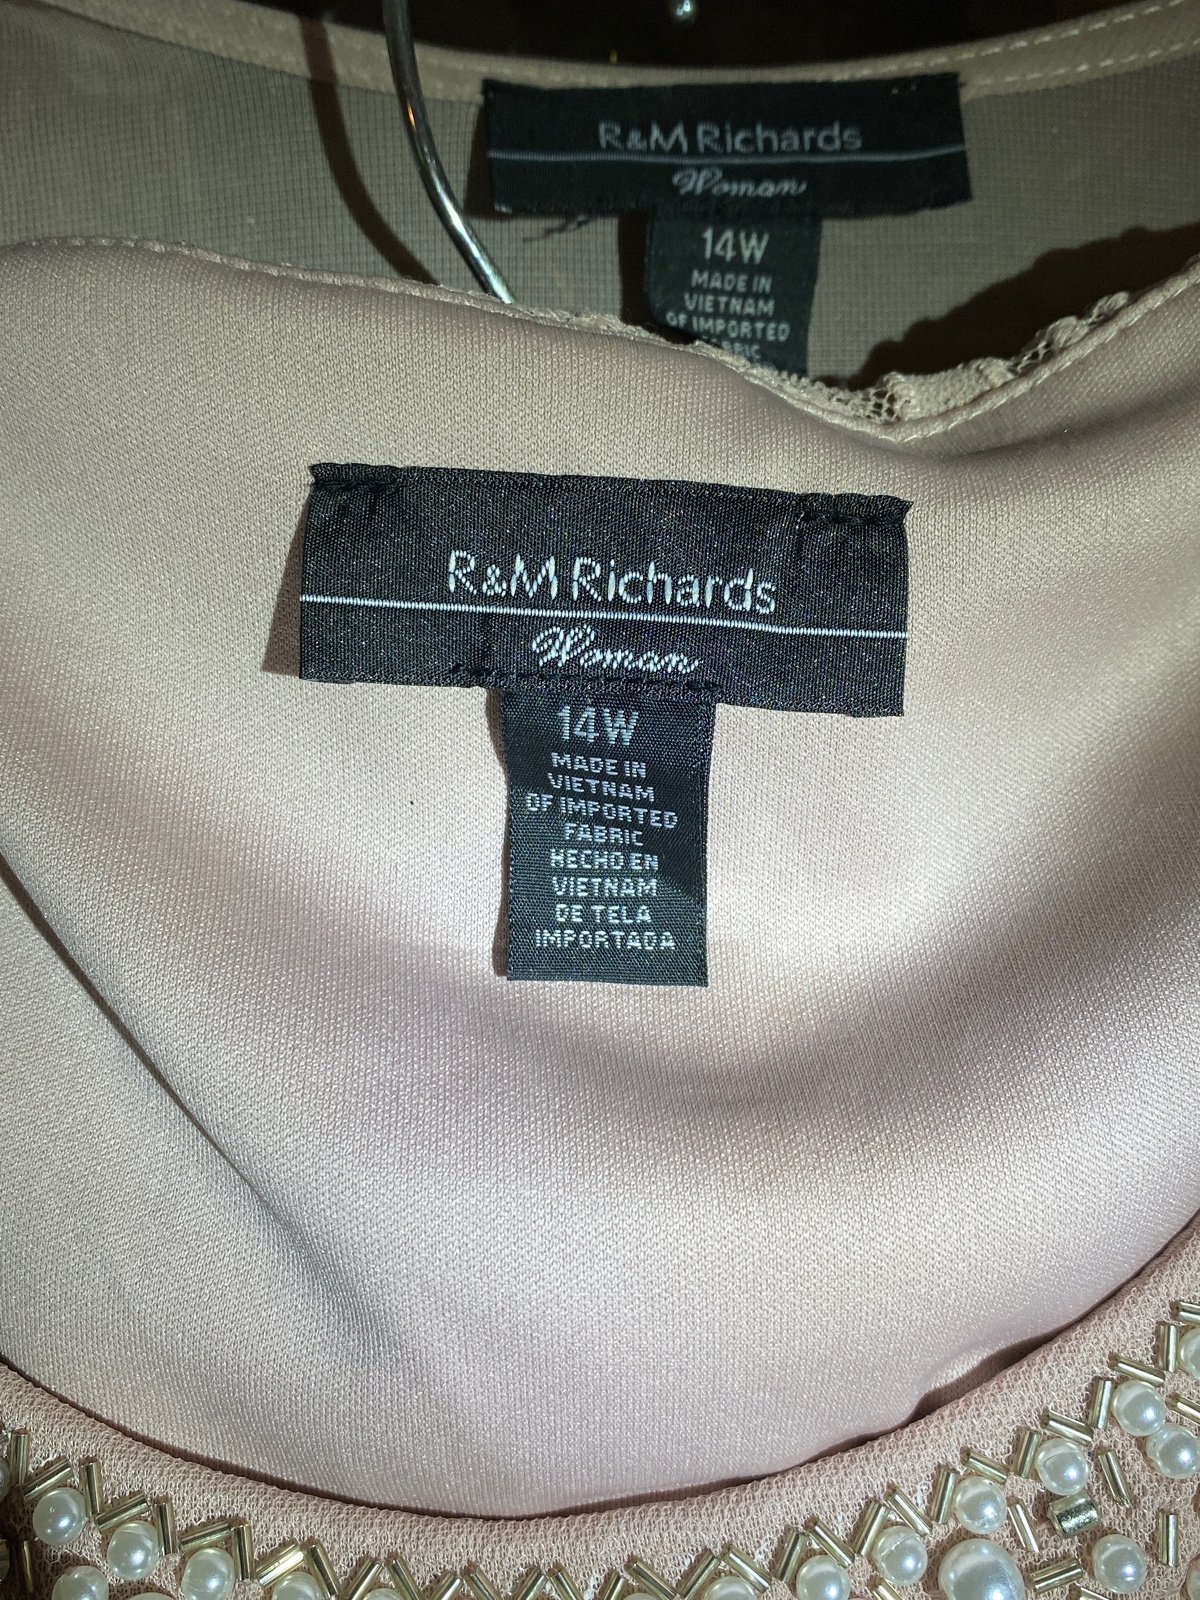 R&M Richards
Woman
14W
MADE IN
VIETNAM
OF IMPORTED
FABRIC
R&M Richards
Woman
14W
MADE IN
VIETNAM
OF IMPORTED
FABRIC
HECHO EN
VIETNAM
DE TELA
IMPORTADA